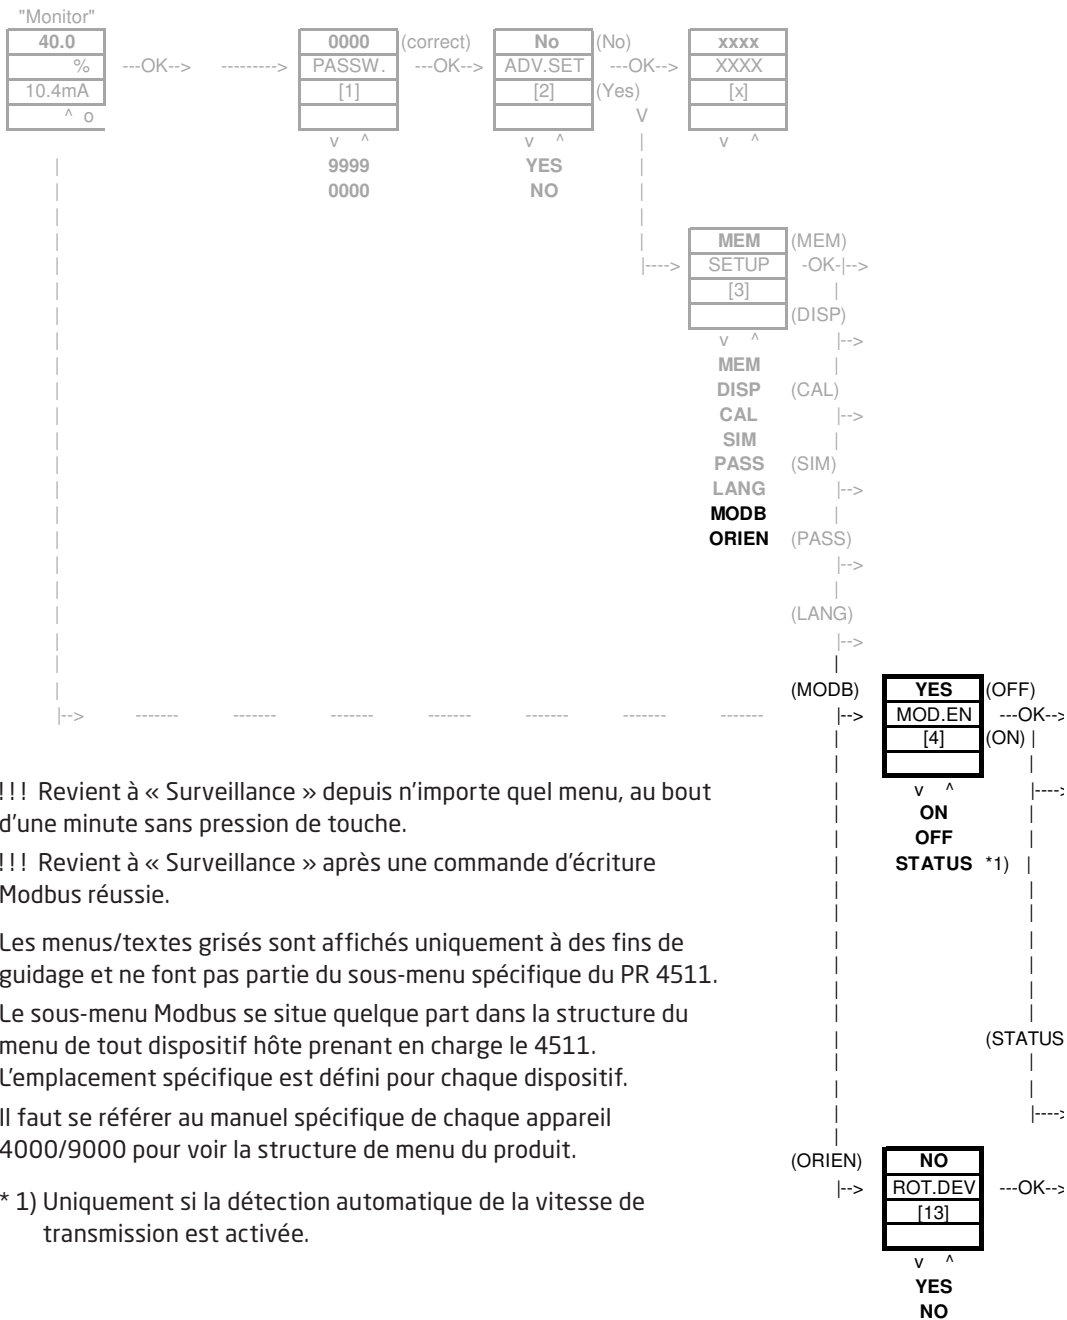 "Monitor"
40.0 0000 (correct) No (No) xxxx
% ---OK--> ---------> PASSW. ---OK--> ADV.SET ---OK--> XXXX
10.4mA [1] [2] (Yes) [x]
^ o V
v ^ v ^ | v ^
9999 YES
0000 NO
MEM (MEM)
|----> SETUP -OK-|-->
[3] |
(DISP)
v ^ |-->
MEM |
DISP (CAL)
CAL |-->
SIM |
PASS (SIM)
LANG |-->
MODB |
ORIEN (PASS)
|-->
|
(LANG)
|-->
|
(MODB) YES (OFF)
|--> ------- ------- ------- ------- ------- ------- ------- |--> MOD.EN ---OK-->
[4] (ON) |
v ^ |----:
ON
OFF
STATUS *1) |
!!! Revient à « Surveillance » depuis n'importe quel menu, au bout
d'une minute sans pression de touche.
!!! Revient à « Surveillance » après une commande d'écriture
Modbus réussie.
Les menus/textes grisés sont affichés uniquement à des fins de
guidage et ne font pas partie du sous-menu spécifique du PR 4511.
Le sous-menu Modbus se situe quelque part dans la structure du
menu de tout dispositif hôte prenant en charge le 4511.
L'emplacement spécifique est défini pour chaque dispositif.
Il faut se référer au manuel spécifique de chaque appareil
4000/9000 pour voir la structure de menu du produit.
* 1) Uniquement si la détection automatique de la vitesse de
transmission est activée.
(STATUS
|----:
(ORIEN) NO
|--> ROT.DEV ---OK-->
[13]
v ^
YES
NO